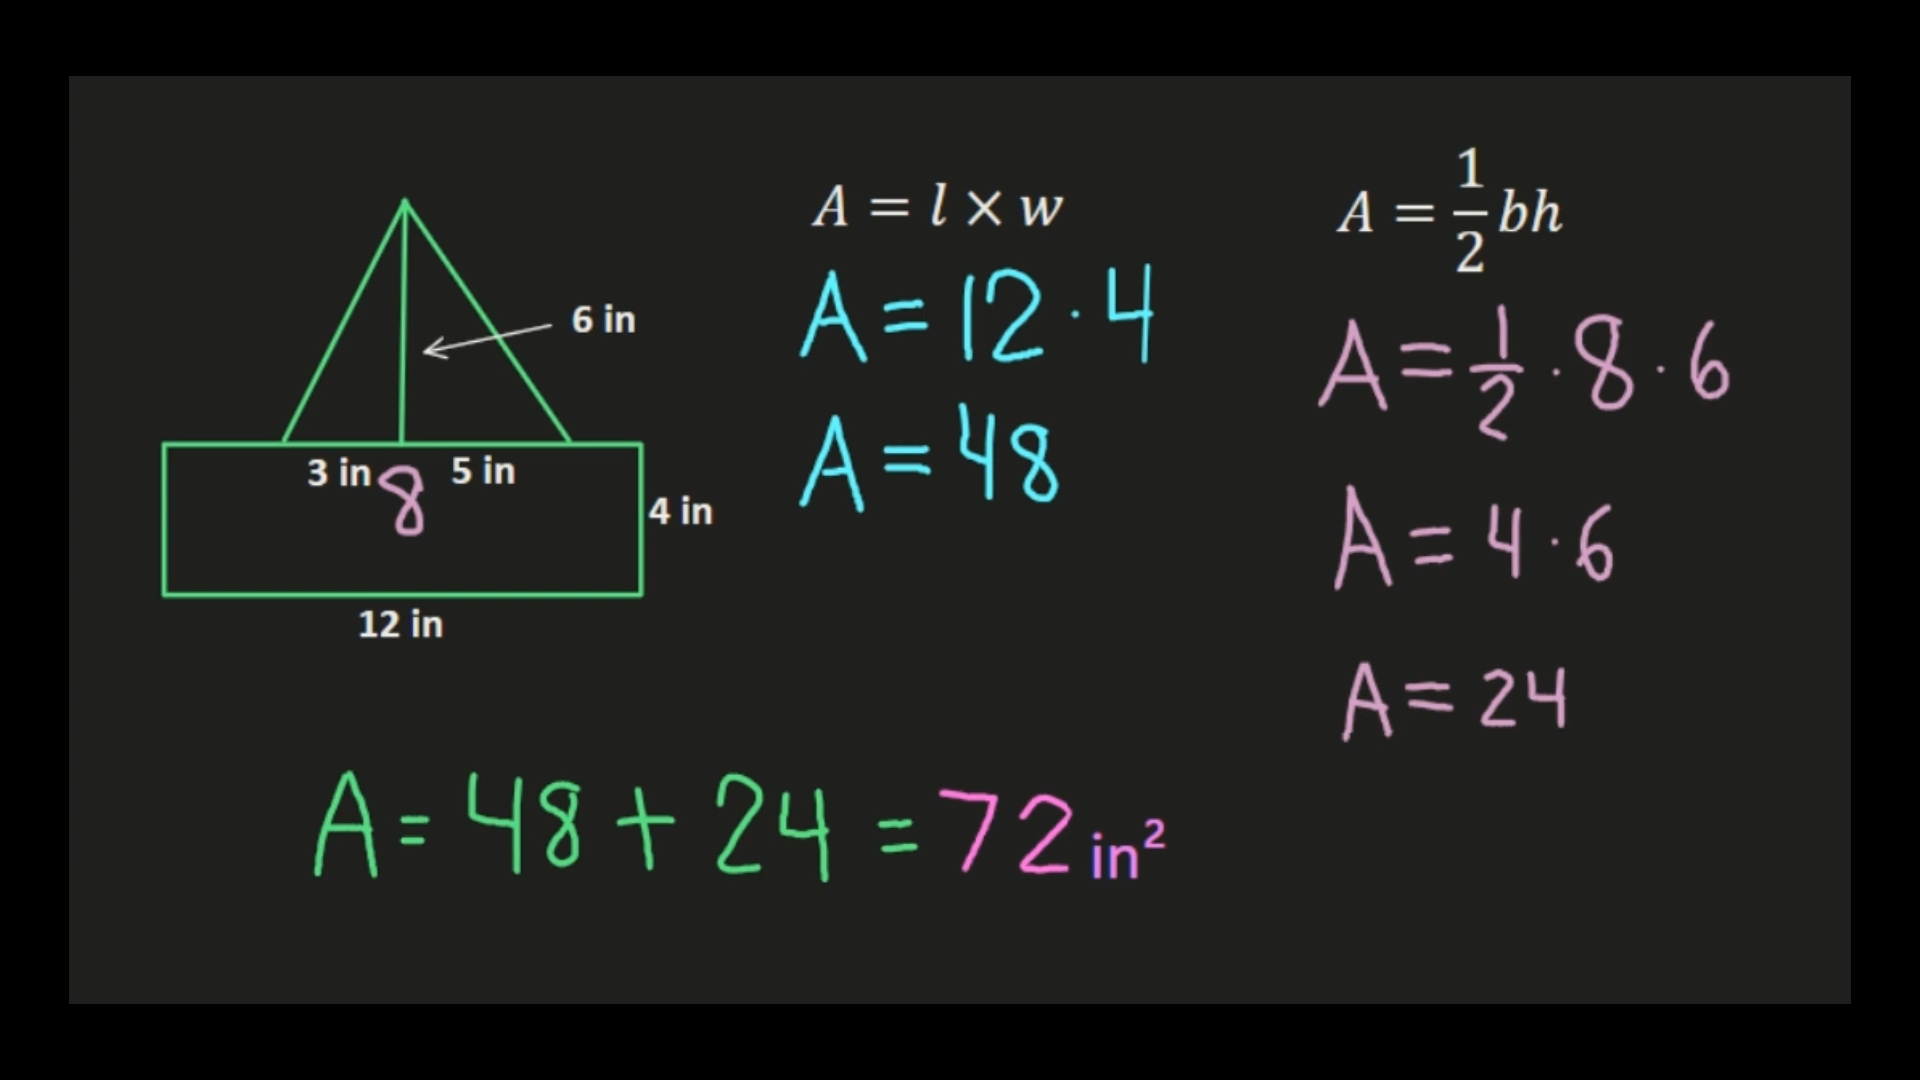 6 in
3 in 8 5 in
4 in
12 in
A = l × w
A = 12 · 4
A = 48
A = 1/2 bh
A = 1/2 · 8 · 6
A = 4 · 6
A = 24
A = 48 + 24 = 72 in²